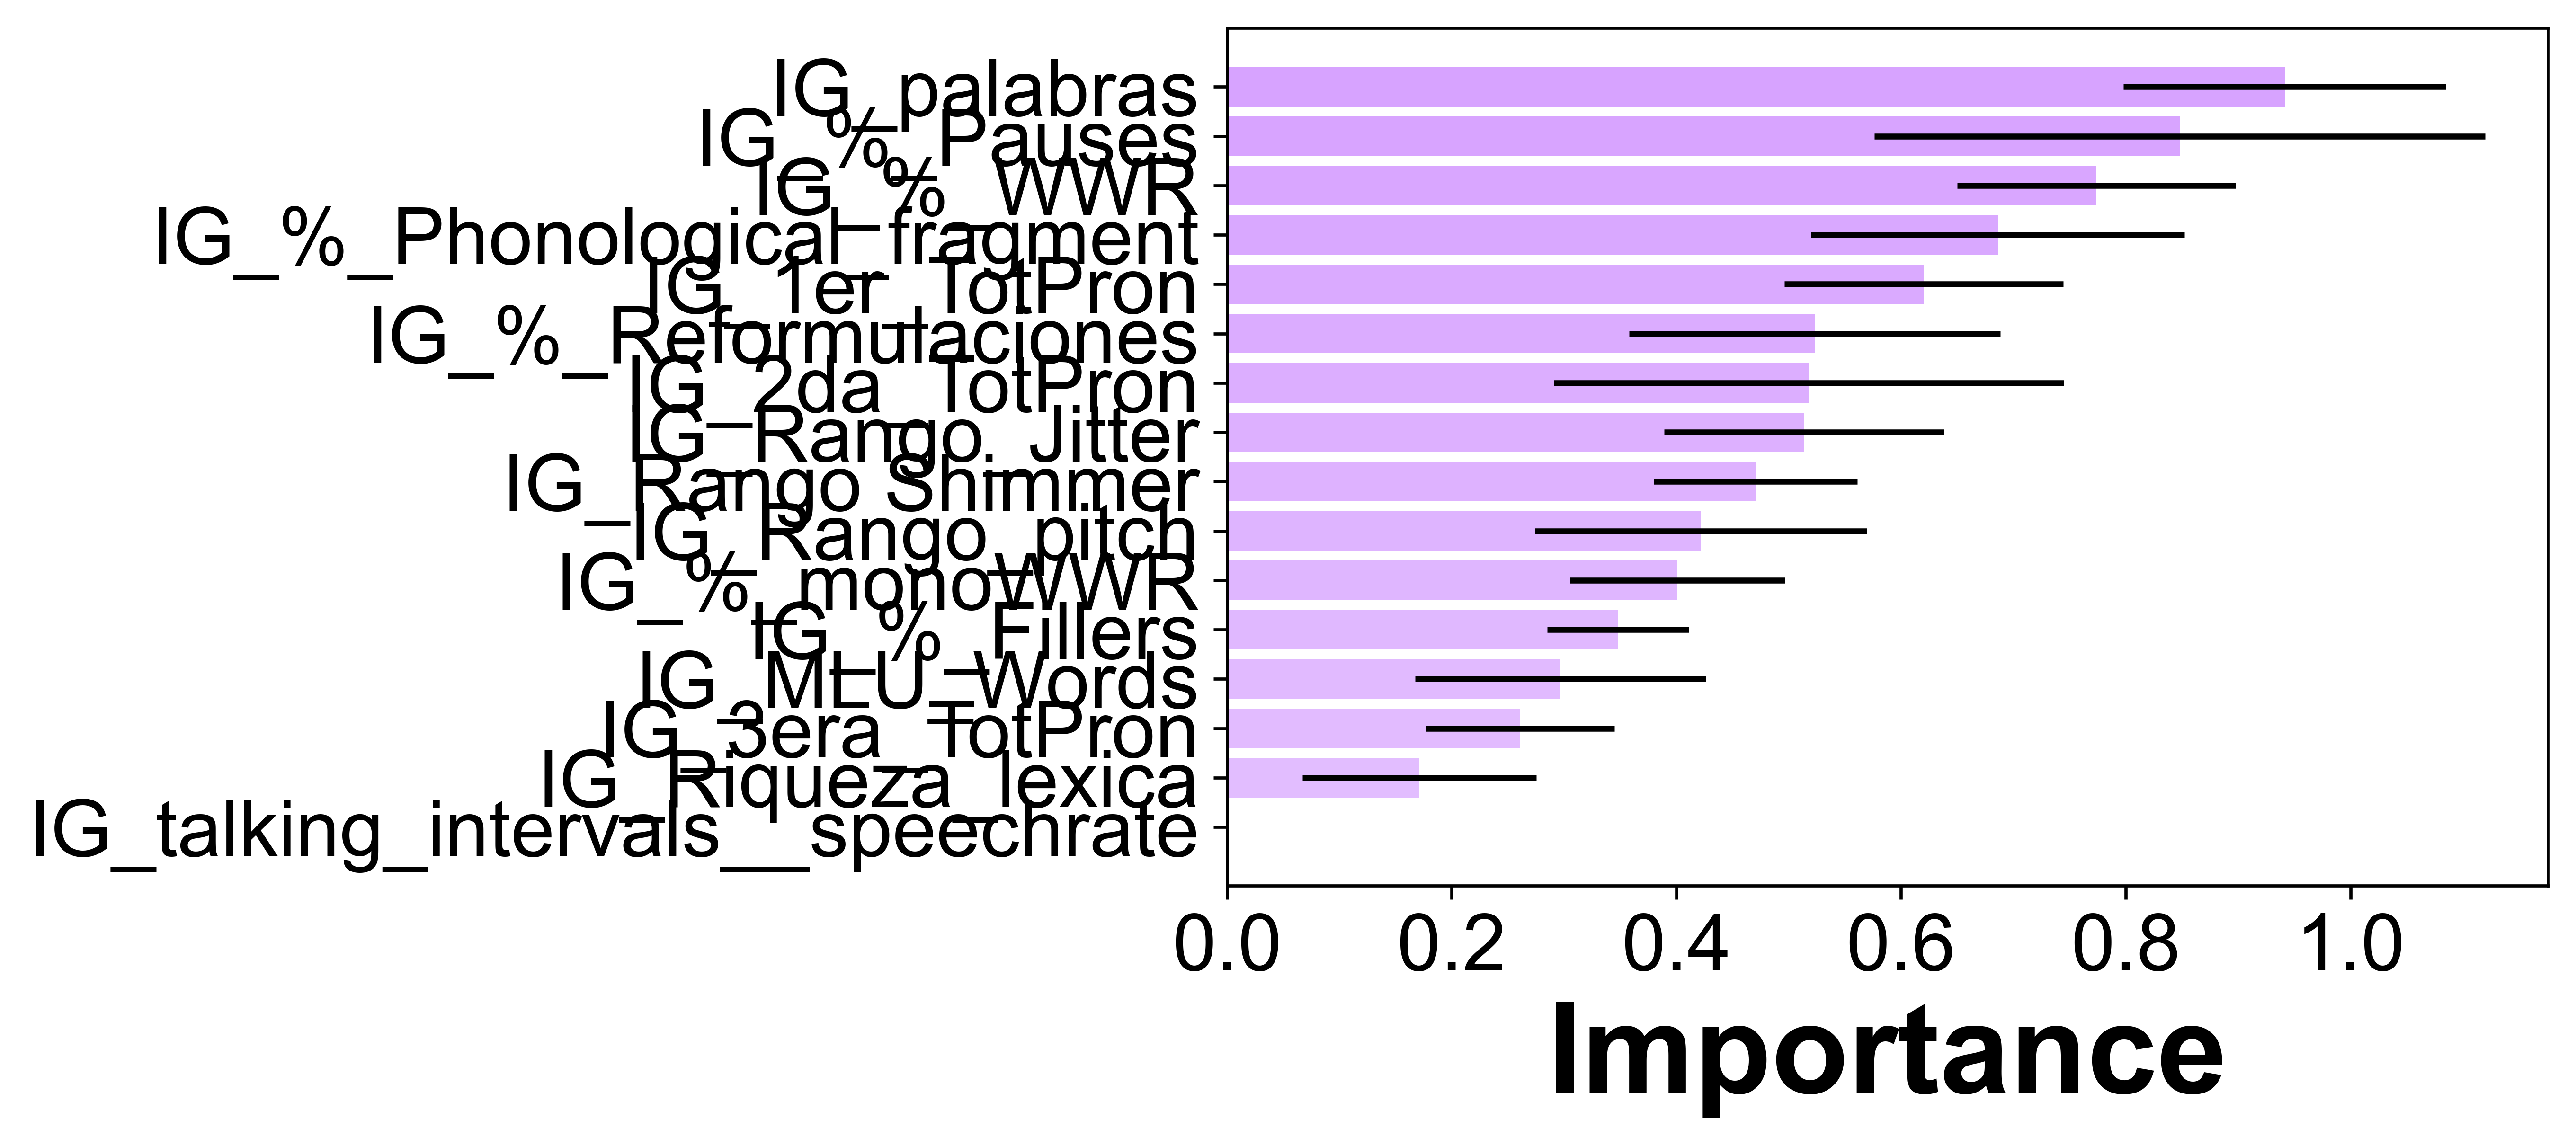 IG_palabras
IG_%_Pauses
IG_%_WWR
IG_%_Phonological_fragment
IG_1er_TotPron
IG_%_Reformulaciones
IG_2da_TotPron
IG_Rango_Jitter
IG_Rango Shimmer
IG_Rango_pitch
IG_%_monoWWR
IG_%_Fillers
IG_MLU_Words
IG_3era_TotPron
IG_Riqueza_lexica
IG_talking_intervals__speechrate
0.0 0.2 0.4 0.6 0.8 1.0
Importance